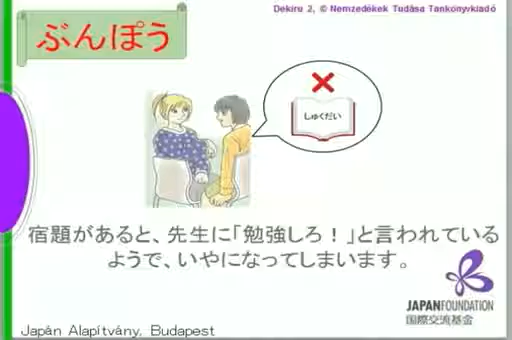 Dekiru 2, © Nemzedékek Tudása Tankönyvkiadó
ぶんぽう
しゅくだい
宿題があると、先生に「勉強しろ！」と言われている
ようで、いやになってしまいます。
JAPANFOUNDATION
国際交流基金
Japán Alapítvány, Budapest